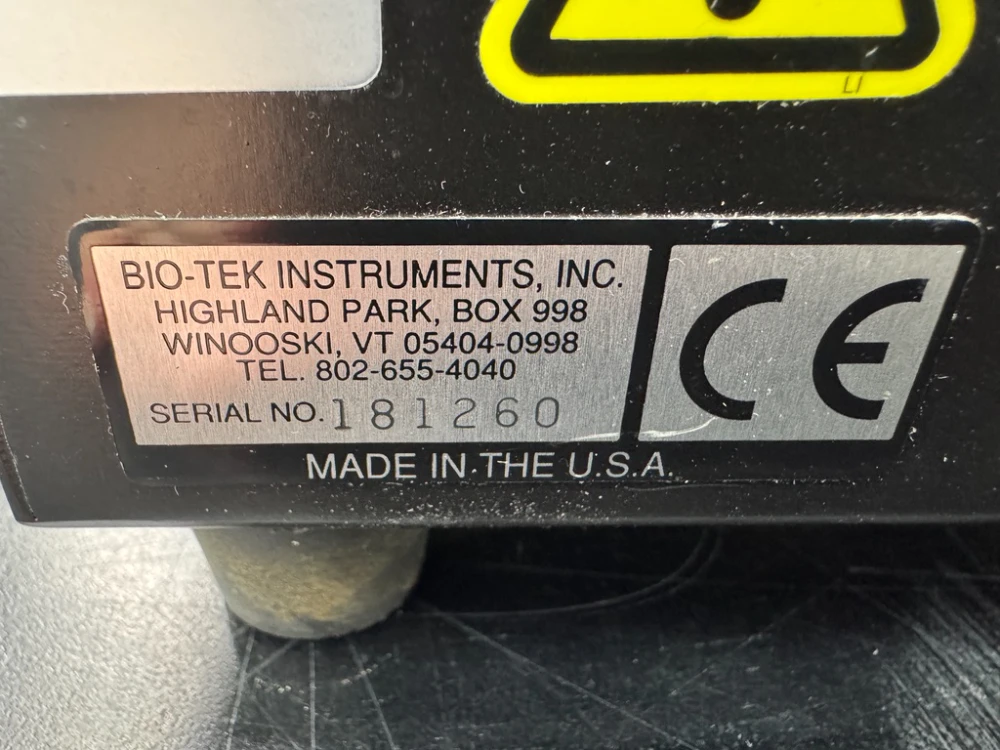 LI
BIO-TEK INSTRUMENTS, INC.
HIGHLAND PARK, BOX 998
WINOOSKI, VT 05404-0998
TEL. 802-655-4040
SERIAL NO. 181260
CE
MADE IN THE U.S.A.